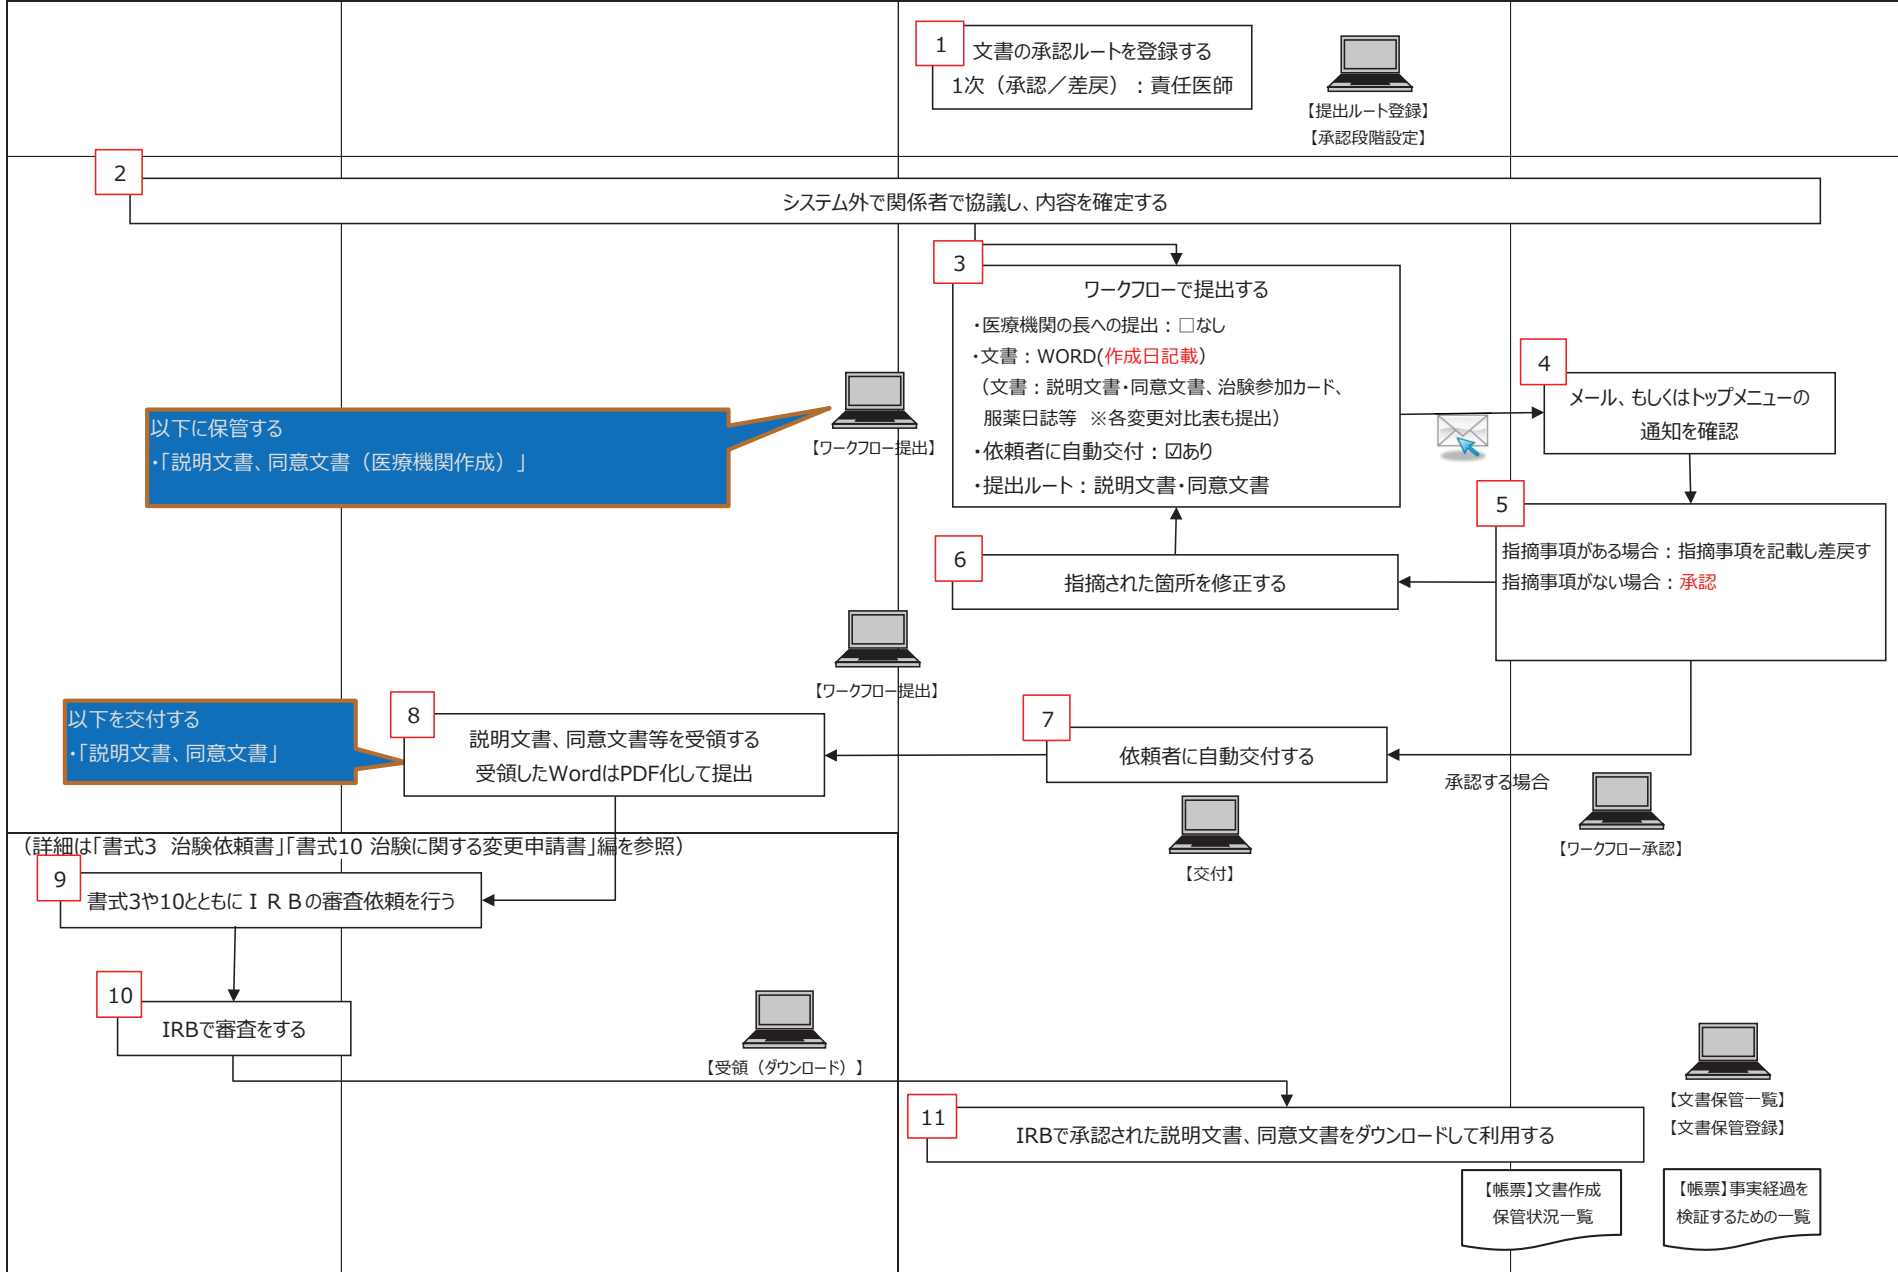 1
文書の承認ルートを登録する
1次（承認／差戻）：責任医師
【提出ルート登録】
【承認段階設定】
2
システム外で関係者で協議し、内容を確定する
3
ワークフローで提出する
・医療機関の長への提出：□なし
・文書：WORD(作成日記載)
（文書：説明文書・同意文書、治験参加カード、
服薬日誌等　※各変更対比表も提出）
・依頼者に自動交付：☑あり
・提出ルート：説明文書・同意文書
【ワークフロー提出】
以下に保管する
・「説明文書、同意文書（医療機関作成）」
4
メール、もしくはトップメニューの
通知を確認
5
指摘事項がある場合：指摘事項を記載し差戻す
指摘事項がない場合：承認
6
指摘された箇所を修正する
【ワークフロー提出】
7
依頼者に自動交付する
承認する場合
【交付】
【ワークフロー承認】
以下を交付する
・「説明文書、同意文書」
8
説明文書、同意文書等を受領する
受領したWordはPDF化して提出
（詳細は「書式3　治験依頼書」「書式10 治験に関する変更申請書」編を参照）
9
書式3や10とともにＩＲＢの審査依頼を行う
10
IRBで審査をする
【受領（ダウンロード）】
11
IRBで承認された説明文書、同意文書をダウンロードして利用する
【文書保管一覧】
【文書保管登録】
【帳票】文書作成
保管状況一覧
【帳票】事実経過を
検証するための一覧